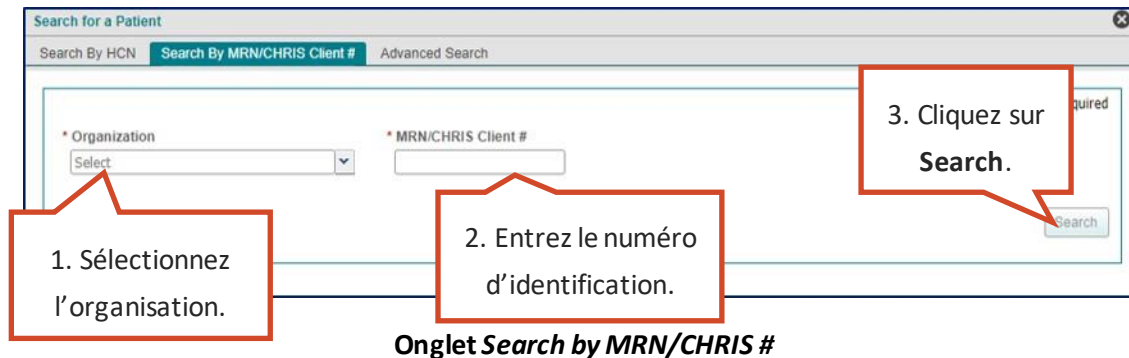 Search for a Patient
Search By HCN Search By MRN/CHRIS Client # Advanced Search
* Organization
Select
* MRN/CHRIS Client #
Search
1. Sélectionnez
l’organisation.
2. Entrez le numéro
d’identification.
3. Cliquez sur
Search.
Onglet Search by MRN/CHRIS #